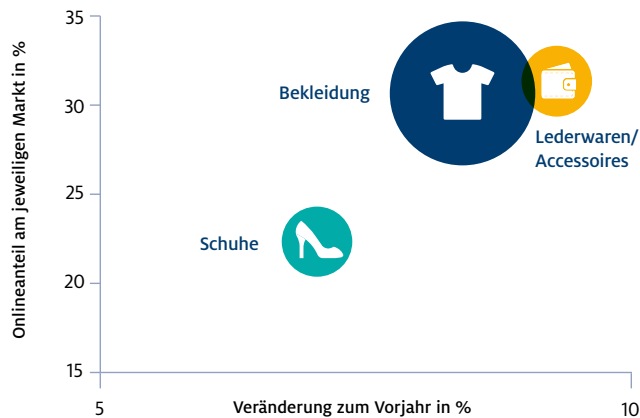 Onlineanteil am jeweiligen Markt in %
35
30
25
20
15
Bekleidung
Lederwaren/
Accessoires
Schuhe
5
Veränderung zum Vorjahr in %
10